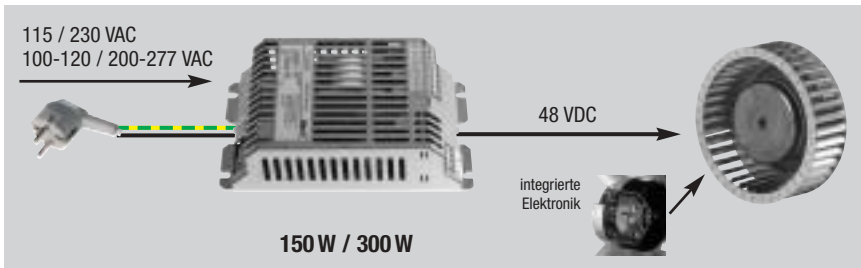 115 / 230 VAC
100-120 / 200-277 VAC
48 VDC
integrierte
Elektronik
150 W / 300 W